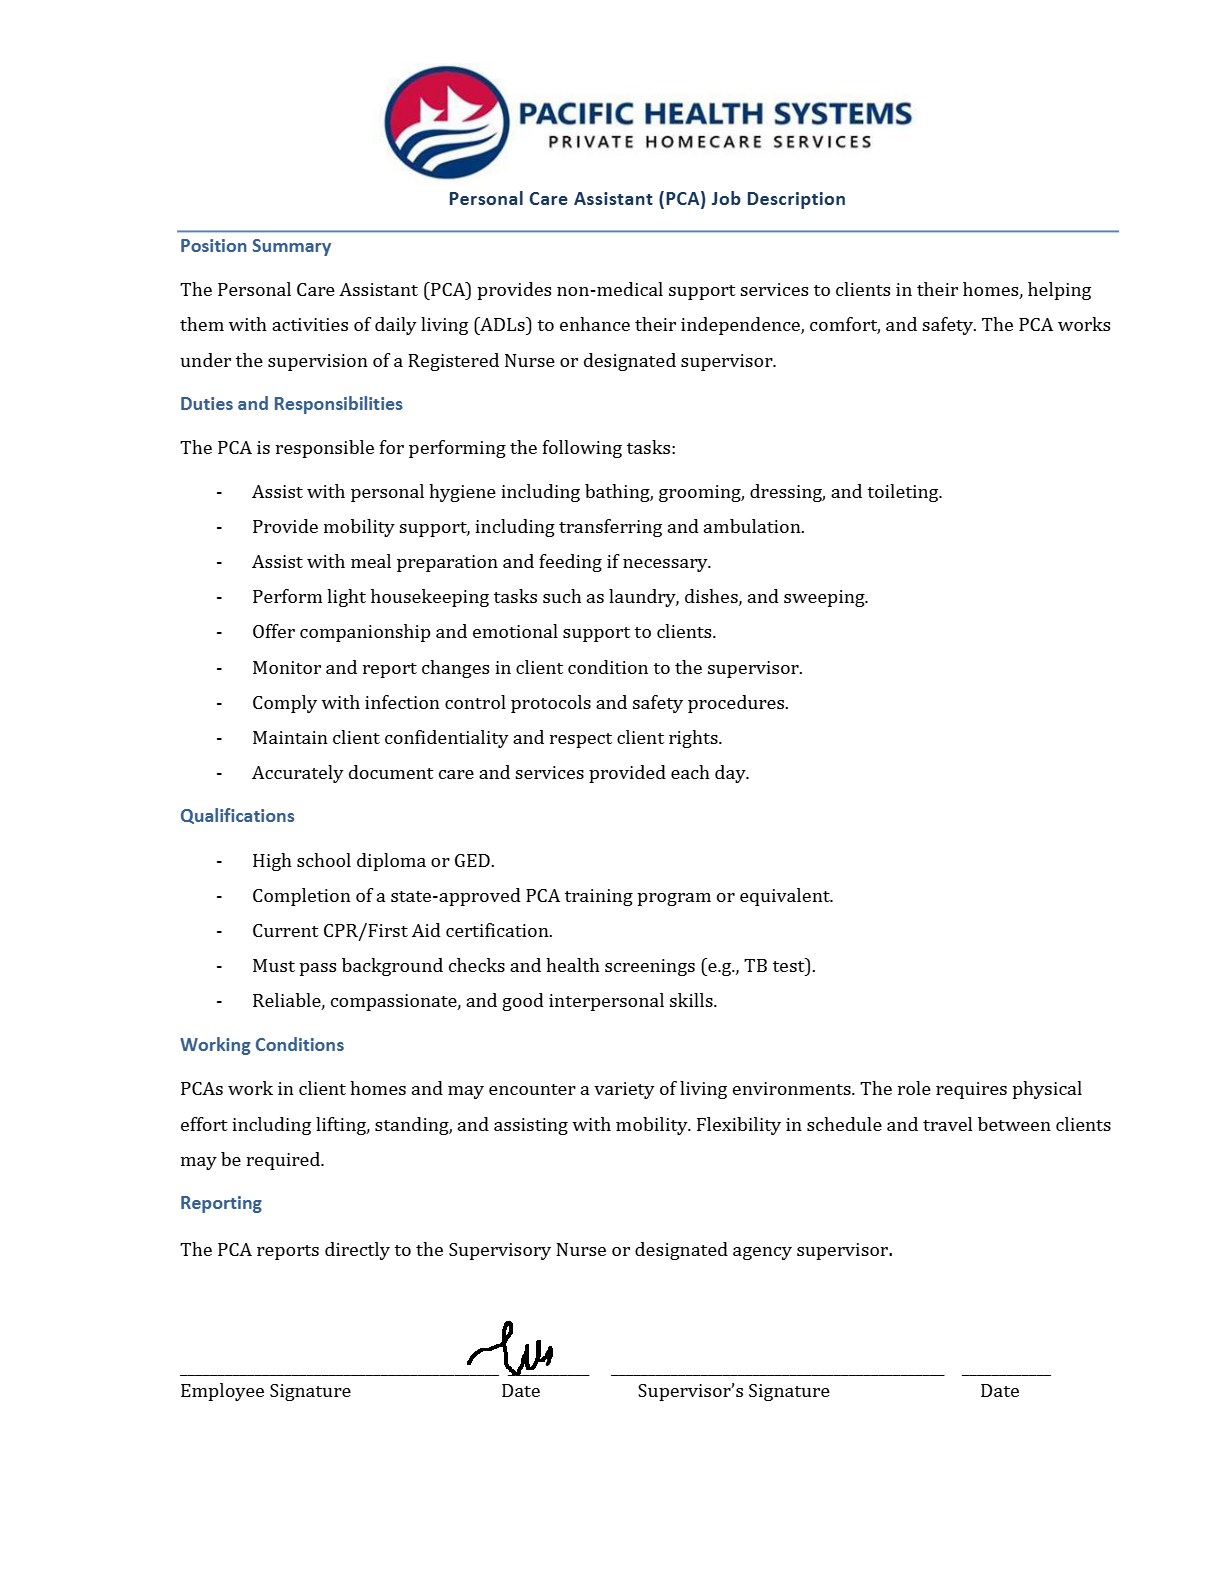 PACIFIC HEALTH SYSTEMS
PRIVATE HOMECARE SERVICES
Personal Care Assistant (PCA) Job Description
Position Summary
The Personal Care Assistant (PCA) provides non-medical support services to clients in their homes, helping
them with activities of daily living (ADLs) to enhance their independence, comfort, and safety. The PCA works
under the supervision of a Registered Nurse or designated supervisor.
Duties and Responsibilities
The PCA is responsible for performing the following tasks:
- Assist with personal hygiene including bathing, grooming, dressing, and toileting.
- Provide mobility support, including transferring and ambulation.
- Assist with meal preparation and feeding if necessary.
- Perform light housekeeping tasks such as laundry, dishes, and sweeping.
- Offer companionship and emotional support to clients.
- Monitor and report changes in client condition to the supervisor.
- Comply with infection control protocols and safety procedures.
- Maintain client confidentiality and respect client rights.
- Accurately document care and services provided each day.
Qualifications
- High school diploma or GED.
- Completion of a state-approved PCA training program or equivalent.
- Current CPR/First Aid certification.
- Must pass background checks and health screenings (e.g., TB test).
- Reliable, compassionate, and good interpersonal skills.
Working Conditions
PCAs work in client homes and may encounter a variety of living environments. The role requires physical
effort including lifting, standing, and assisting with mobility. Flexibility in schedule and travel between clients
may be required.
Reporting
The PCA reports directly to the Supervisory Nurse or designated agency supervisor.
Employee Signature Date Supervisor’s Signature Date